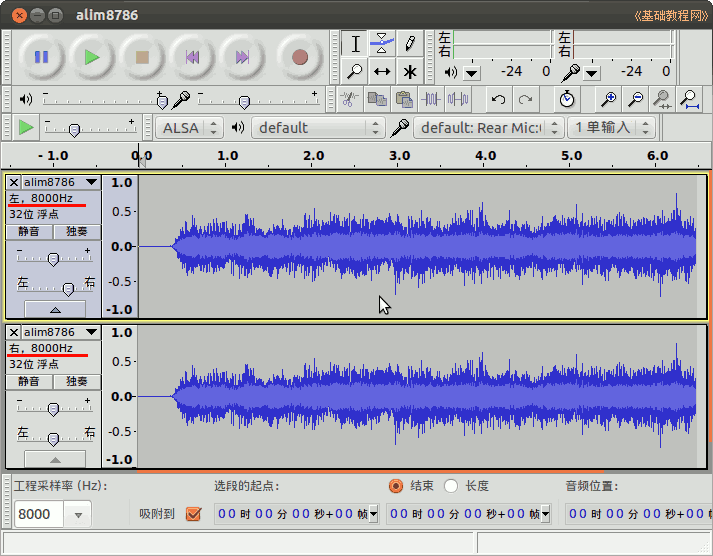 alim8786
《基础教程网》
左
右
-24 0
左
右
-24 0
ALSA
default
default: Rear Mic:
1 单输入
- 1.0 0.0 1.0 2.0 3.0 4.0 5.0 6.0
× alim8786
左, 8000Hz
32位 浮点
静音 独奏
- +
左 右
1.0
0.5-
0.0-
-0.5-
-1.0
× alim8786
右, 8000Hz
32位 浮点
静音 独奏
- +
左 右
1.0
0.5-
0.0-
-0.5-
-1.0
工程采样率 (Hz):
选段的起点:
结束
长度
音频位置:
8000
吸附到
00 时 00 分 00 秒+00 帧
00 时 00 分 00 秒+00 帧
00 时 00 分 00 秒+00 帧